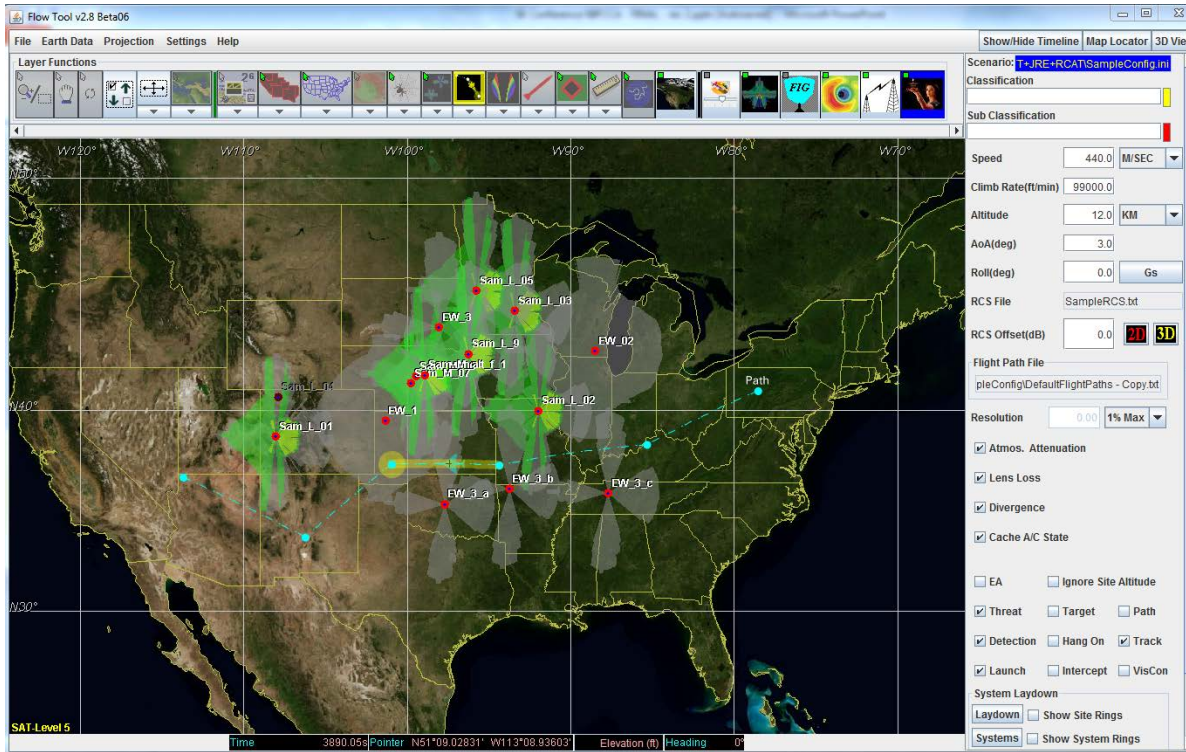 Flow Tool v2.8 Beta06
File Earth Data Projection Settings Help
Show/Hide Timeline Map Locator 3D Vie
Layer Functions
2G
FIG
Scenario: T+JRE+RCAT\SampleConfig.ini
Classification
Sub Classification
Speed 440.0 M/SEC
Climb Rate(ft/min) 99000.0
Altitude 12.0 KM
AoA(deg) 3.0
Roll(deg) 0.0 Gs
RCS File SampleRCS.txt
RCS Offset(dB) 0.0 2D 3D
Flight Path File
pleConfig\DefaultFlightPaths - Copy.txt
Resolution 0.00 1% Max
Atmos. Attenuation
Lens Loss
Divergence
Cache A/C State
EA Ignore Site Altitude
Threat Target Path
Detection Hang On Track
Launch Intercept VisCon
System Laydown
Laydown Show Site Rings
Systems Show System Rings
W120° W110° W100° W90° W80° W70°
N50°
Sam_L_05
Sam_L_03
EW_3
Sam_L_9
EW_02
Path
Sam_L_04
Sam_L_02
N40°
EW_1
Sam_L_01
EW_3_b
EW_3_a
EW_3_c
N30°
SAT-Level 5
Time 3890.05s Pointer N51°09.02831' W113°08.93603' Elevation (ft) Heading 0°